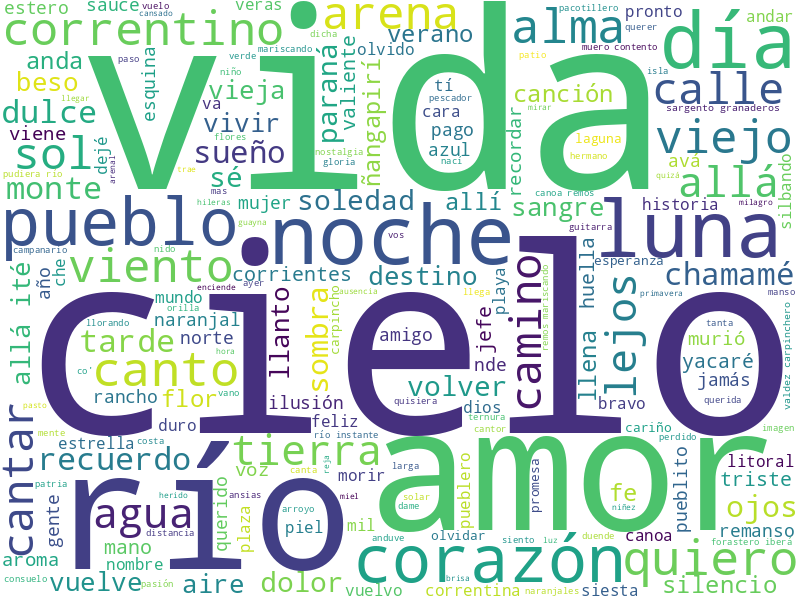 estero sauce vuelo veras
correntino
cansado
anda
beso
dulce
viene
sol
dejé
monte
pudiera río
llegar
arenal
esquina
verde
mariscando
paso
niño
vieja
va
vivir
flores
sueño
sé
nostalgia
gloria
mas
true
vida
dicha
arena
verano
paraná
valiente
olvido
tí
pescador
cara
pago
azul
nací
ñangapirí
pacotillero
muero contento
alma
andar
querer
pronto
patio
canción
laguna
hermano
recordar
día
calle
isla
sargento granaderos
mirar
viejo
avá
allá
quizá
silbando
pueblo
hileras
mujer
soledad
allí
sangre
canoa remos
historia
milagro
guayna
vos
noche
guitarra
luna
campanario
viento
nido
corrientes
destino
playa
esperanza
chamamé
allá ité
año
che
enciende
ayer
ausencia
llega
huella
llena
primavera
manso
mundo
orilla
naranjal
llorando
tarde
norte
hora
llanto
sombra
carpincho
cielo
amigo
jefe
nde
camino
remos mariscando
lejos
tanta
murió
yacaré
jamás
querida
valdez carpinchero
co'
canto
rancho
flor
vano
ilusión
quisiera
volver
dios
bravo
cariño
imagen
pasto
duro
feliz
ternura
cantar
mente
estrella
costa
río instante
cantor
perdido
recuerdo
tierra
canta
reja
morir
larga
amor
pueblito
litoral
triste
patria
río
voz
herido
ansias
miel
solar
dame
pueblero
promesa
fe
niñez
ojos
gente
agua
distancia
querido
plaza
arroyo
piel
mil
anduve
olvidar
siento
luz
duende
canoa
remanso
forastero iberá
aroma
mano
nombre
corazón
quiero
consuelo
vuelve
pasión
aire
dolor
vuelvo
brisa
correntina
naranjales
siesta
silencio